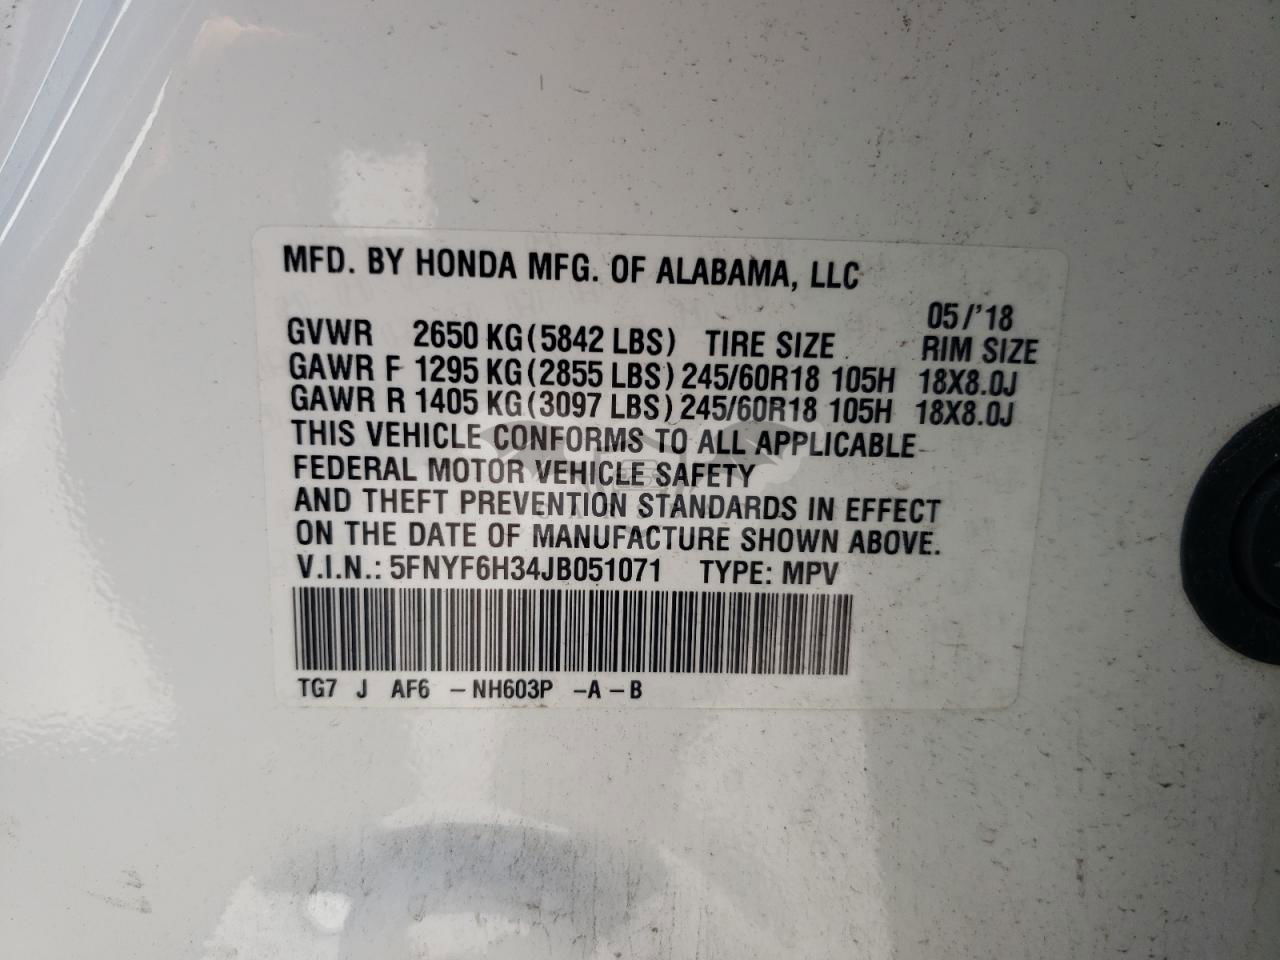 MFD. BY HONDA MFG. OF ALABAMA, LLC
05/'18
GVWR 2650 KG(5842 LBS) TIRE SIZE RIM SIZE
GAWR F 1295 KG(2855 LBS) 245/60R18 105H 18X8.0J
GAWR R 1405 KG(3097 LBS) 245/60R18 105H 18X8.0J
THIS VEHICLE CONFORMS TO ALL APPLICABLE
FEDERAL MOTOR VEHICLE SAFETY
AND THEFT PREVENTION STANDARDS IN EFFECT
ON THE DATE OF MANUFACTURE SHOWN ABOVE.
V.I.N.: 5FNYF6H34JB051071 TYPE: MPV
TG7 J AF6 -NH603P -A-B